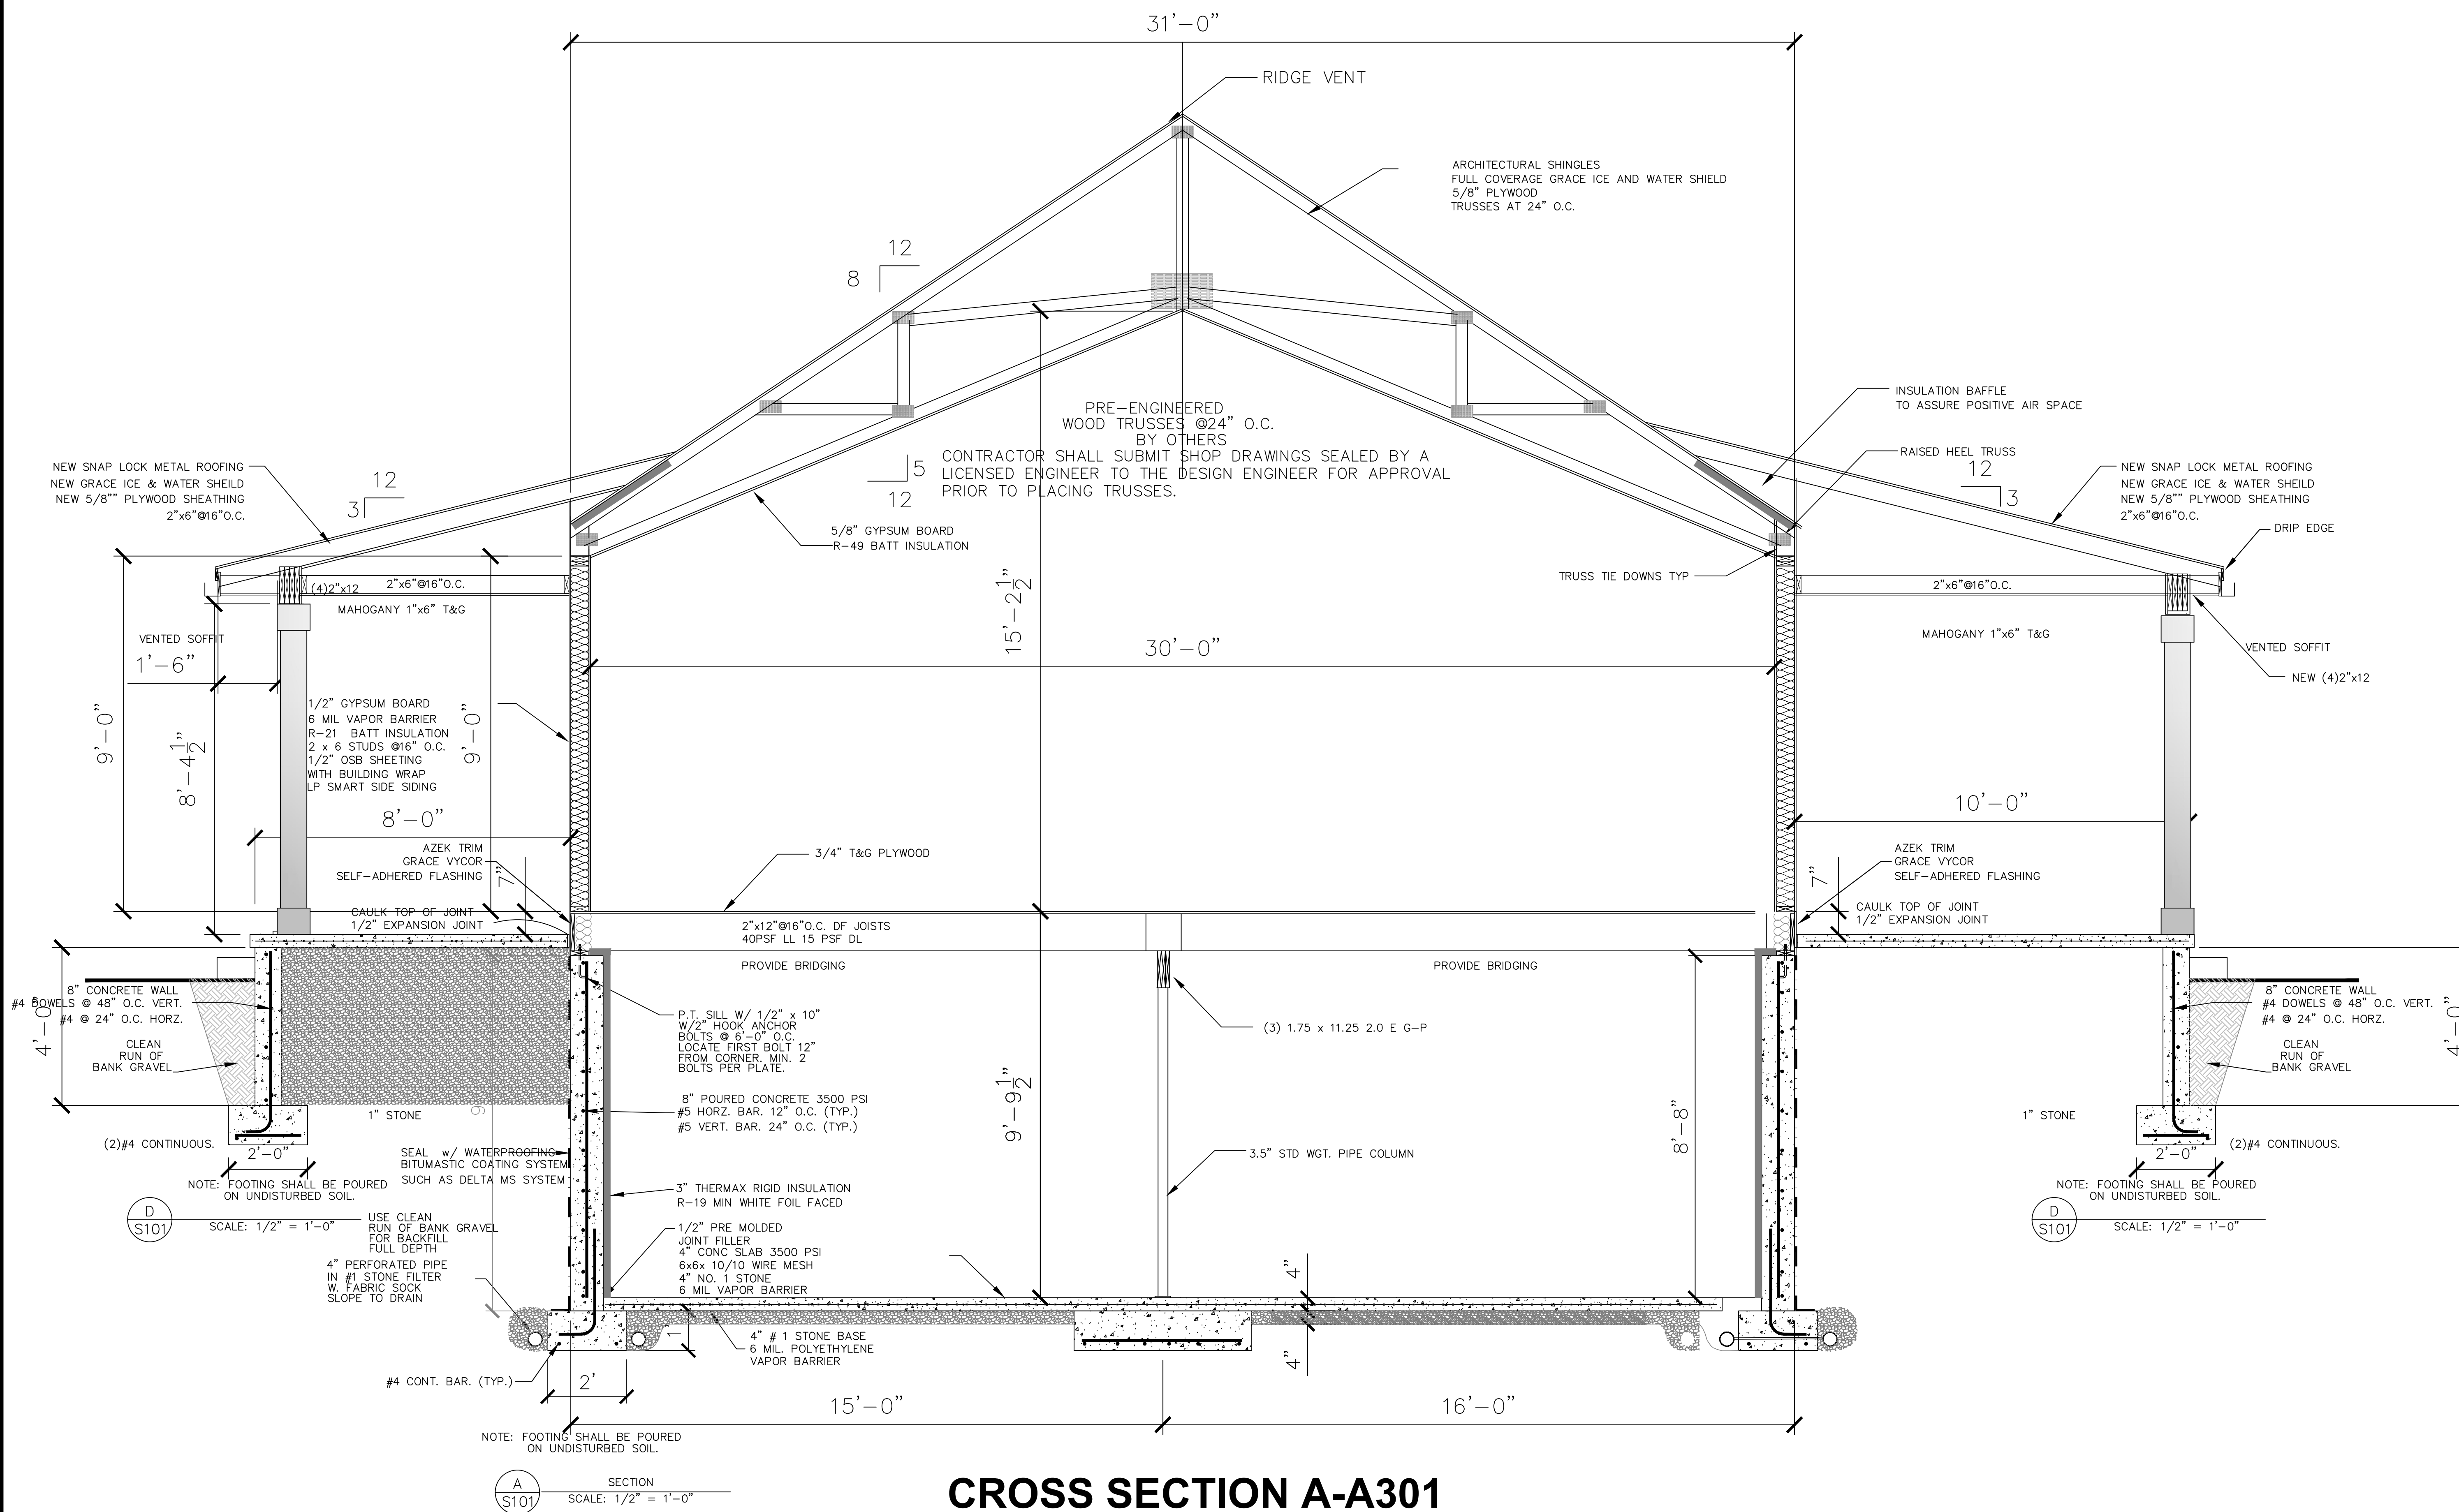 31'-0"
RIDGE VENT
ARCHITECTURAL SHINGLES
FULL COVERAGE GRACE ICE AND WATER SHIELD
5/8" PLYWOOD
TRUSSES AT 24" O.C.
12
8
INSULATION BAFFLE
TO ASSURE POSITIVE AIR SPACE
PRE-ENGINEERED
WOOD TRUSSES @24" O.C.
BY OTHERS
CONTRACTOR SHALL SUBMIT SHOP DRAWINGS SEALED BY A
LICENSED ENGINEER TO THE DESIGN ENGINEER FOR APPROVAL
PRIOR TO PLACING TRUSSES.
5
12
RAISED HEEL TRUSS
NEW SNAP LOCK METAL ROOFING
NEW GRACE ICE & WATER SHEILD
NEW 5/8"" PLYWOOD SHEATHING
2"x6"@16"O.C.
12
3
12
3
NEW SNAP LOCK METAL ROOFING
NEW GRACE ICE & WATER SHEILD
NEW 5/8"" PLYWOOD SHEATHING
2"x6"@16"O.C.
DRIP EDGE
5/8" GYPSUM BOARD
R-49 BATT INSULATION
TRUSS TIE DOWNS TYP
(4)2"x12
2"x6"@16"O.C.
2"x6"@16"O.C.
MAHOGANY 1"x6" T&G
MAHOGANY 1"x6" T&G
VENTED SOFFIT
1'-6"
15'-2 1/2"
30'-0"
VENTED SOFFIT
NEW (4)2"x12
9'-0"
8'-4 1/2"
9'-0"
1/2" GYPSUM BOARD
6 MIL VAPOR BARRIER
R-21 BATT INSULATION
2 x 6 STUDS @16" O.C.
1/2" OSB SHEETING
WITH BUILDING WRAP
LP SMART SIDE SIDING
8'-0"
10'-0"
AZEK TRIM
GRACE VYCOR
SELF-ADHERED FLASHING
7"
3/4" T&G PLYWOOD
7"
AZEK TRIM
GRACE VYCOR
SELF-ADHERED FLASHING
CAULK TOP OF JOINT
1/2" EXPANSION JOINT
CAULK TOP OF JOINT
1/2" EXPANSION JOINT
2"x12"@16"O.C. DF JOISTS
40PSF LL 15 PSF DL
PROVIDE BRIDGING
PROVIDE BRIDGING
8" CONCRETE WALL
#4 DOWELS @ 48" O.C. VERT.
#4 @ 24" O.C. HORZ.
4'-0"
CLEAN
RUN OF
BANK GRAVEL
P.T. SILL W/ 1/2" x 10"
W/2" HOOK ANCHOR
BOLTS @ 6'-0" O.C.
LOCATE FIRST BOLT 12"
FROM CORNER. MIN. 2
BOLTS PER PLATE.
(3) 1.75 x 11.25 2.0 E G-P
8" CONCRETE WALL
#4 DOWELS @ 48" O.C. VERT.
#4 @ 24" O.C. HORZ.
4'-0"
CLEAN
RUN OF
BANK GRAVEL
8" POURED CONCRETE 3500 PSI
#5 HORZ. BAR. 12" O.C. (TYP.)
#5 VERT. BAR. 24" O.C. (TYP.)
9'-9 1/2"
8'-8"
1" STONE
1" STONE
(2)#4 CONTINUOUS.
2'-0"
NOTE: FOOTING SHALL BE POURED
ON UNDISTURBED SOIL.
D
S101
SCALE: 1/2" = 1'-0"
SEAL w/ WATERPROOFING
BITUMASTIC COATING SYSTEM
SUCH AS DELTA MS SYSTEM
3.5" STD WGT. PIPE COLUMN
(2)#4 CONTINUOUS.
2'-0"
NOTE: FOOTING SHALL BE POURED
ON UNDISTURBED SOIL.
D
S101
SCALE: 1/2" = 1'-0"
3" THERMAX RIGID INSULATION
R-19 MIN WHITE FOIL FACED
USE CLEAN
RUN OF BANK GRAVEL
FOR BACKFILL
FULL DEPTH
1/2" PRE MOLDED
JOINT FILLER
4" CONC SLAB 3500 PSI
6x6x 10/10 WIRE MESH
4" NO. 1 STONE
6 MIL VAPOR BARRIER
4" PERFORATED PIPE
IN #1 STONE FILTER
W. FABRIC SOCK
SLOPE TO DRAIN
4"
1'
4" # 1 STONE BASE
6 MIL. POLYETHYLENE
VAPOR BARRIER
4"
#4 CONT. BAR. (TYP.)
2'
15'-0"
16'-0"
NOTE: FOOTING SHALL BE POURED
ON UNDISTURBED SOIL.
A
S101
SECTION
SCALE: 1/2" = 1'-0"
CROSS SECTION A-A301